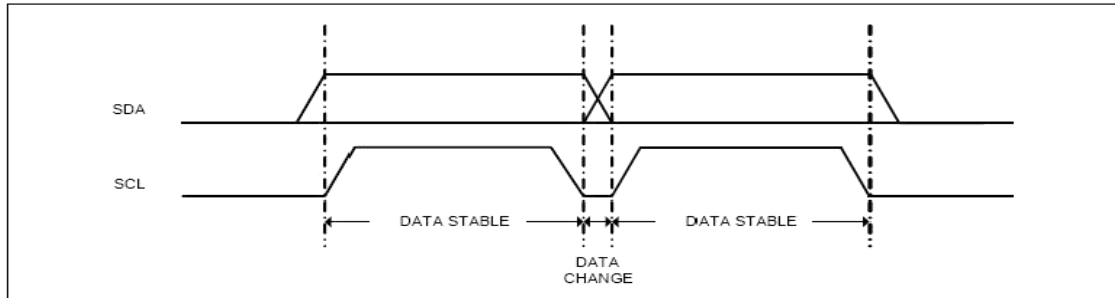 SDA
SCL
DATA STABLE
DATA STABLE
DATA
CHANGE